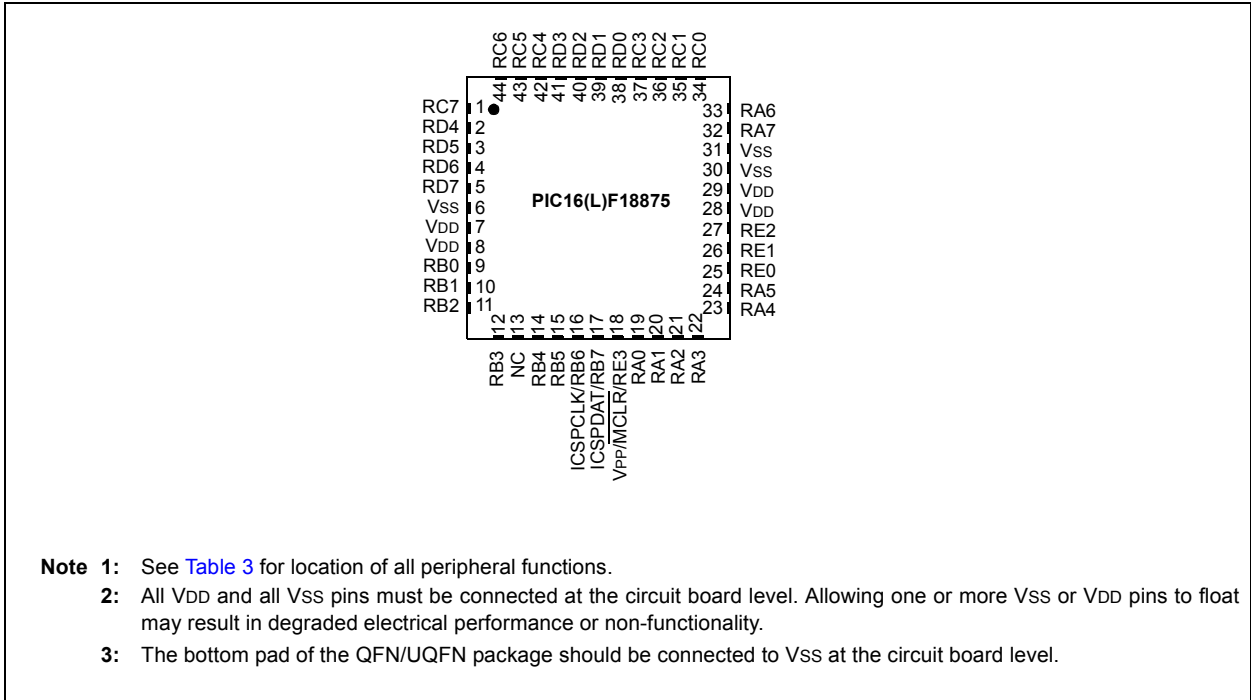 44 RC6
43 RC5
42 RC4
41 RD3
40 RD2
39 RD1
38 RD0
37 RC3
36 RC2
35 RC1
34 RC0
RC7 1
RD4 2
RD5 3
RD6 4
RD7 5
VSS 6
VDD 7
VDD 8
RB0 9
RB1 10
RB2 11
PIC16(L)F18875
33 RA6
32 RA7
31 VSS
30 VSS
29 VDD
28 VDD
27 RE2
26 RE1
25 RE0
24 RA5
23 RA4
RB3 12
NC 13
RB4 14
RB5 15
ICSPCLK/RB6 16
ICSPDAT/RB7 17
VPP/MCLR/RE3 18
RA0 19
RA1 20
RA2 21
RA3 22
Note 1: See Table 3 for location of all peripheral functions.
2: All VDD and all VSS pins must be connected at the circuit board level. Allowing one or more VSS or VDD pins to float
may result in degraded electrical performance or non-functionality.
3: The bottom pad of the QFN/UQFN package should be connected to VSS at the circuit board level.